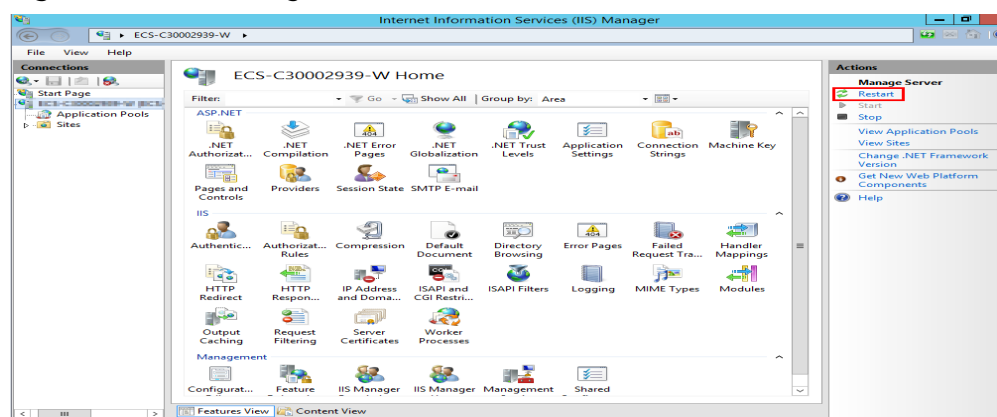 Internet Information Services (IIS) Manager
ECS-C30002939-W
File View Help
Connections
Start Page
Application Pools
Sites
ECS-C30002939-W Home
Filter: Go Show All Group by: Area
ASP.NET
.NET Authorizat...
.NET Compilation
.NET Error Pages
.NET Globalization
.NET Trust Levels
Application Settings
Connection Strings
Machine Key
Pages and Controls
Providers
Session State
SMTP E-mail
IIS
Authentic...
Authorizat... Rules
Compression
Default Document
Directory Browsing
Error Pages
Failed Request Tra...
Handler Mappings
HTTP Redirect
HTTP Respon...
IP Address and Doma...
ISAPI and CGI Restri...
ISAPI Filters
Logging
MIME Types
Modules
Output Caching
Request Filtering
Server Certificates
Worker Processes
Management
Configurat...
Feature
IIS Manager
IIS Manager
Management
Shared
Features View
Content View
Actions
Manage Server
Restart
Start
Stop
View Application Pools
View Sites
Change .NET Framework
Version
Get New Web Platform
Components
Help